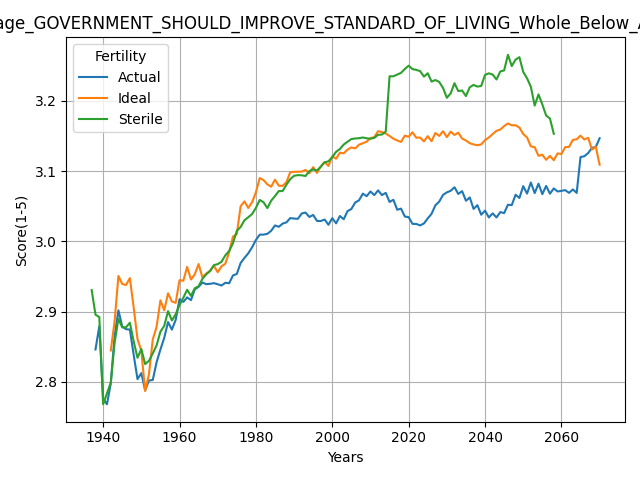 age_GOVERNMENT_SHOULD_IMPROVE_STANDARD_OF_LIVING_Whole_Below_
Fertility
Actual
Ideal
Sterile
Score(1-5)
3.2
3.1
3.0
2.9
2.8
1940 1960 1980 2000 2020 2040 2060
Years